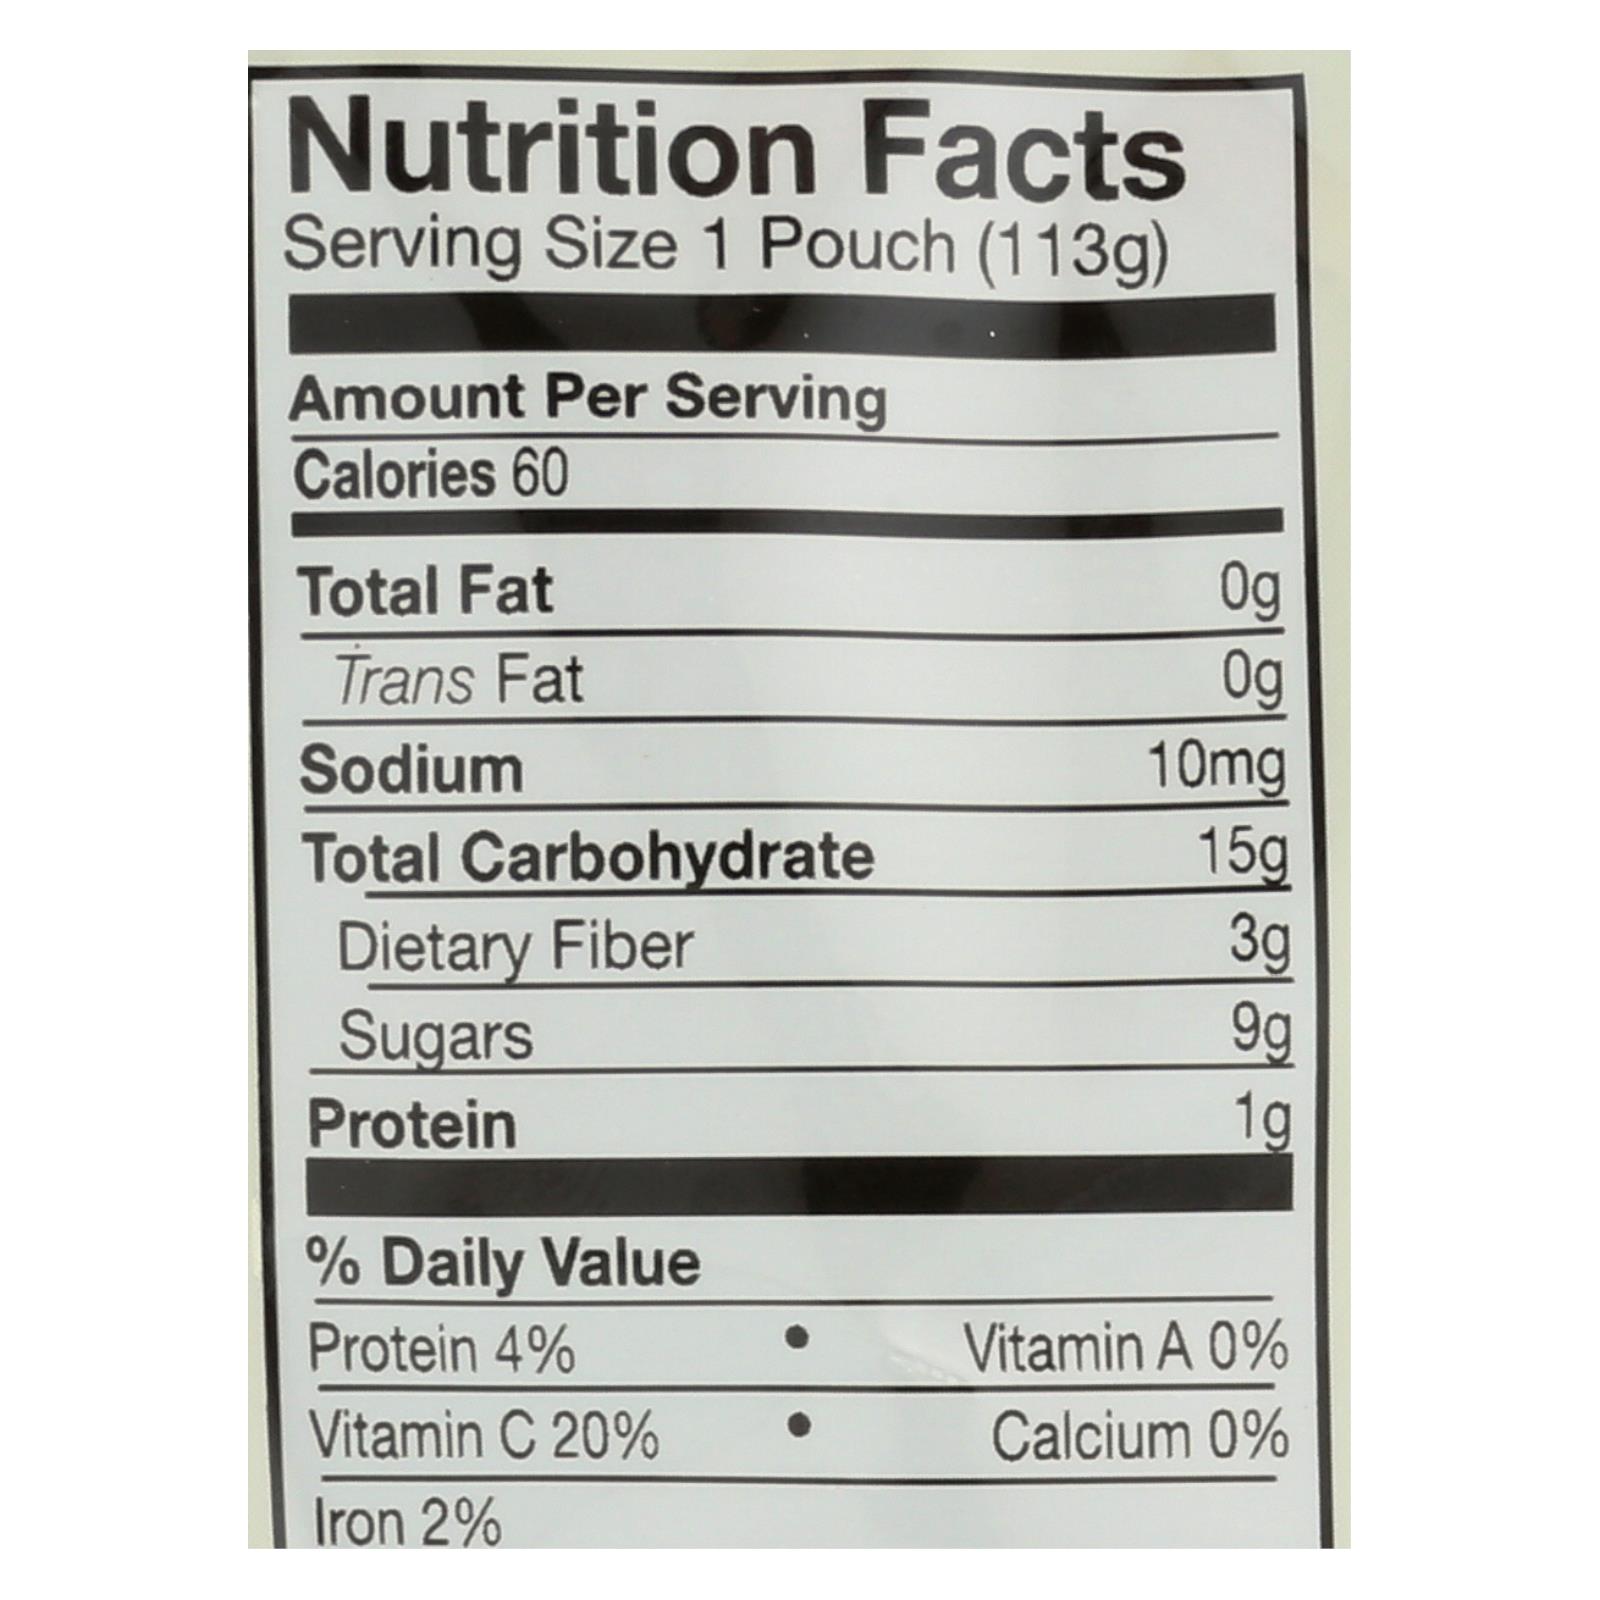 Nutrition Facts
Serving Size 1 Pouch (113g)
Amount Per Serving
Calories 60
Total Fat 0g
Trans Fat 0g
Sodium 10mg
Total Carbohydrate 15g
Dietary Fiber 3g
Sugars 9g
Protein 1g
% Daily Value
Protein 4% • Vitamin A 0%
Vitamin C 20% • Calcium 0%
Iron 2%